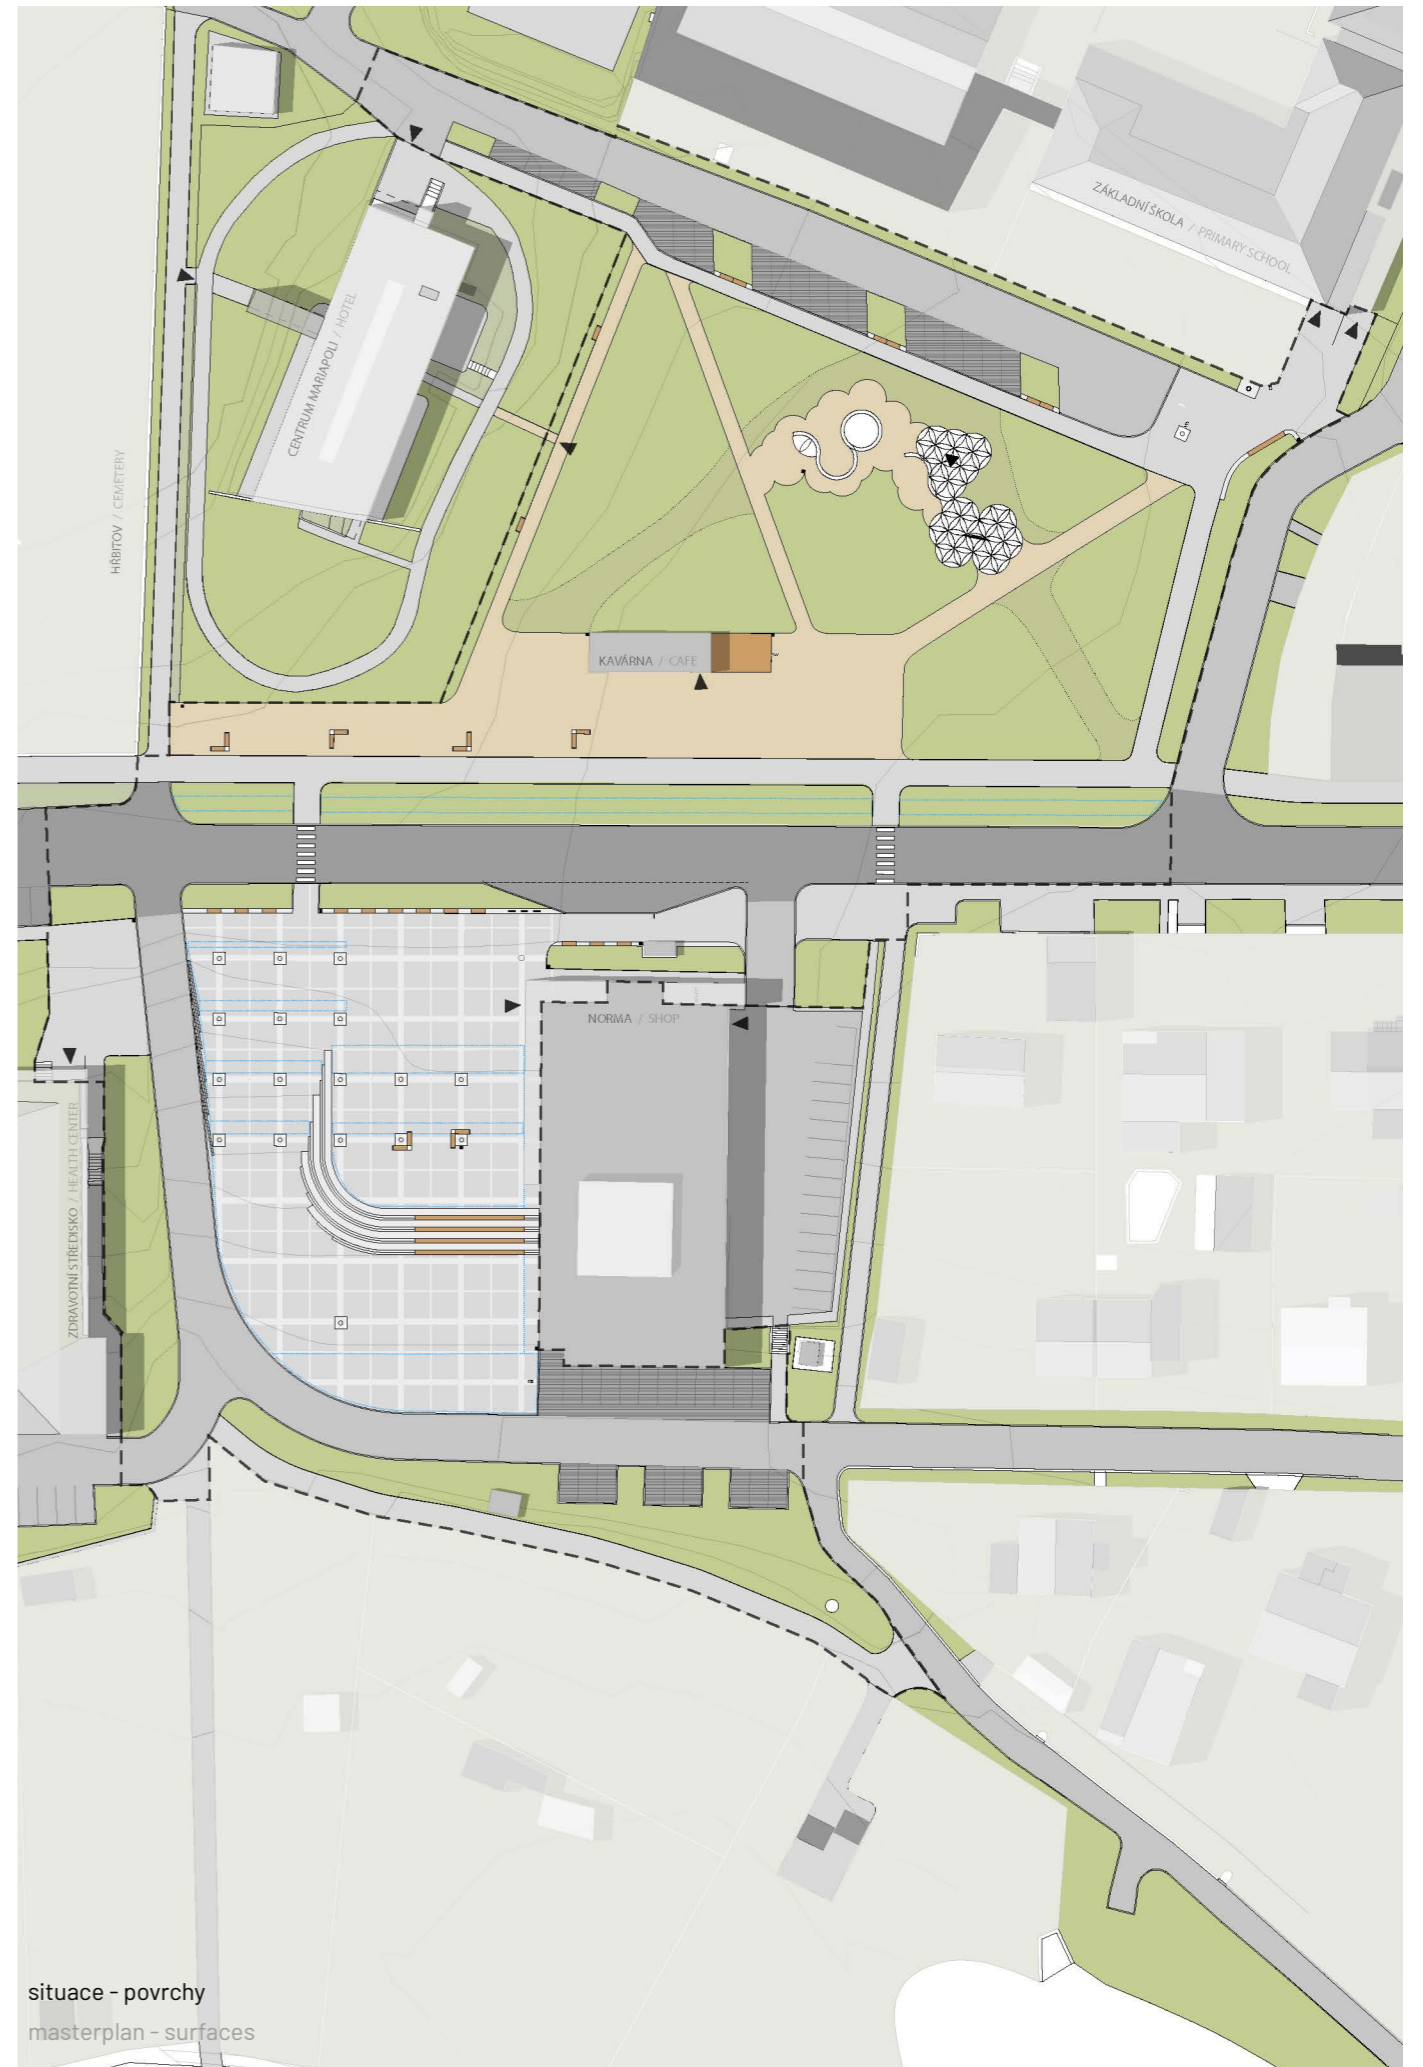 ZÁKLADNÍ ŠKOLA / PRIMARY SCHOOL
CENTRUM MARIAPOLI / HOTEL
HŘBITOV / CEMETERY
KAVÁRNA / CAFE
NORMA / SHOP
ZDRAVOTNÍ STŘEDISKO / HEALTH CENTER
situace - povrchy
masterplan - surfaces